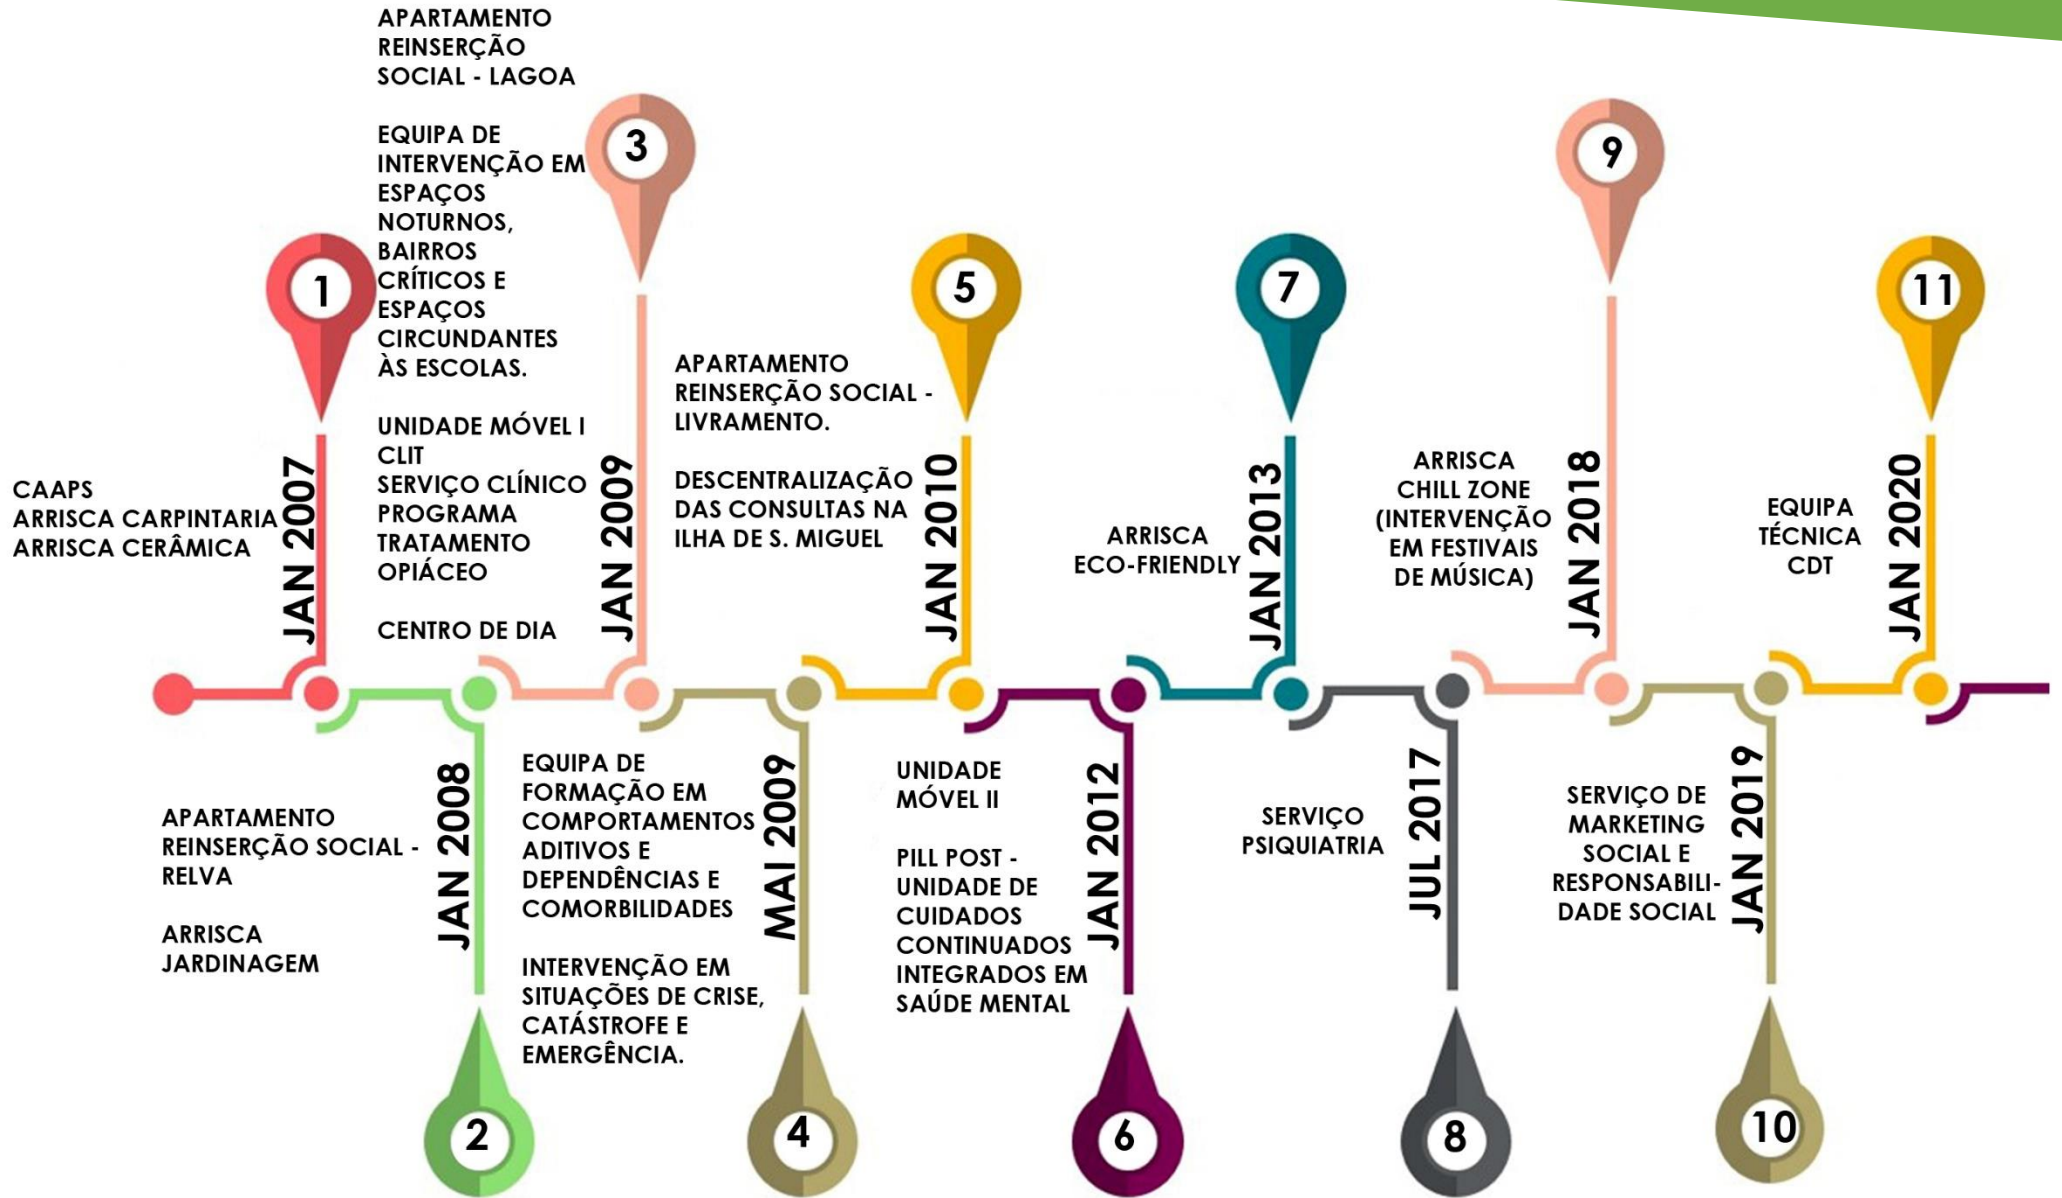 1
CAAPS
ARRISCA CARPINTARIA
ARRISCA CERÂMICA
JAN 2007
2
APARTAMENTO
REINSERÇÃO SOCIAL -
RELVA
ARRISCA
JARDINAGEM
JAN 2008
3
APARTAMENTO
REINSERÇÃO
SOCIAL - LAGOA
EQUIPA DE
INTERVENÇÃO EM
ESPAÇOS
NOTURNOS,
BAIRROS
CRÍTICOS E
ESPAÇOS
CIRCUNDANTES
ÀS ESCOLAS.
UNIDADE MÓVEL I
CLIT
SERVIÇO CLÍNICO
PROGRAMA
TRATAMENTO
OPIÁCEO
CENTRO DE DIA
JAN 2009
4
EQUIPA DE
FORMAÇÃO EM
COMPORTAMENTOS
ADITIVOS E
DEPENDÊNCIAS E
COMORBILIDADES
INTERVENÇÃO EM
SITUAÇÕES DE CRISE,
CATÁSTROFE E
EMERGÊNCIA.
MAI 2009
5
APARTAMENTO
REINSERÇÃO SOCIAL -
LIVRAMENTO.
DESCENTRALIZAÇÃO
DAS CONSULTAS NA
ILHA DE S. MIGUEL
JAN 2010
6
UNIDADE
MÓVEL II
PILL POST -
UNIDADE DE
CUIDADOS
CONTINUADOS
INTEGRADOS EM
SAÚDE MENTAL
JAN 2012
7
ARRISCA
ECO-FRIENDLY
JAN 2013
8
SERVIÇO
PSIQUIATRIA
JUL 2017
9
ARRISCA
CHILL ZONE
(INTERVENÇÃO
EM FESTIVAIS
DE MÚSICA)
JAN 2018
10
SERVIÇO DE
MARKETING
SOCIAL E
RESPONSABILI-
DADE SOCIAL
JAN 2019
11
EQUIPA
TÉCNICA
CDT
JAN 2020